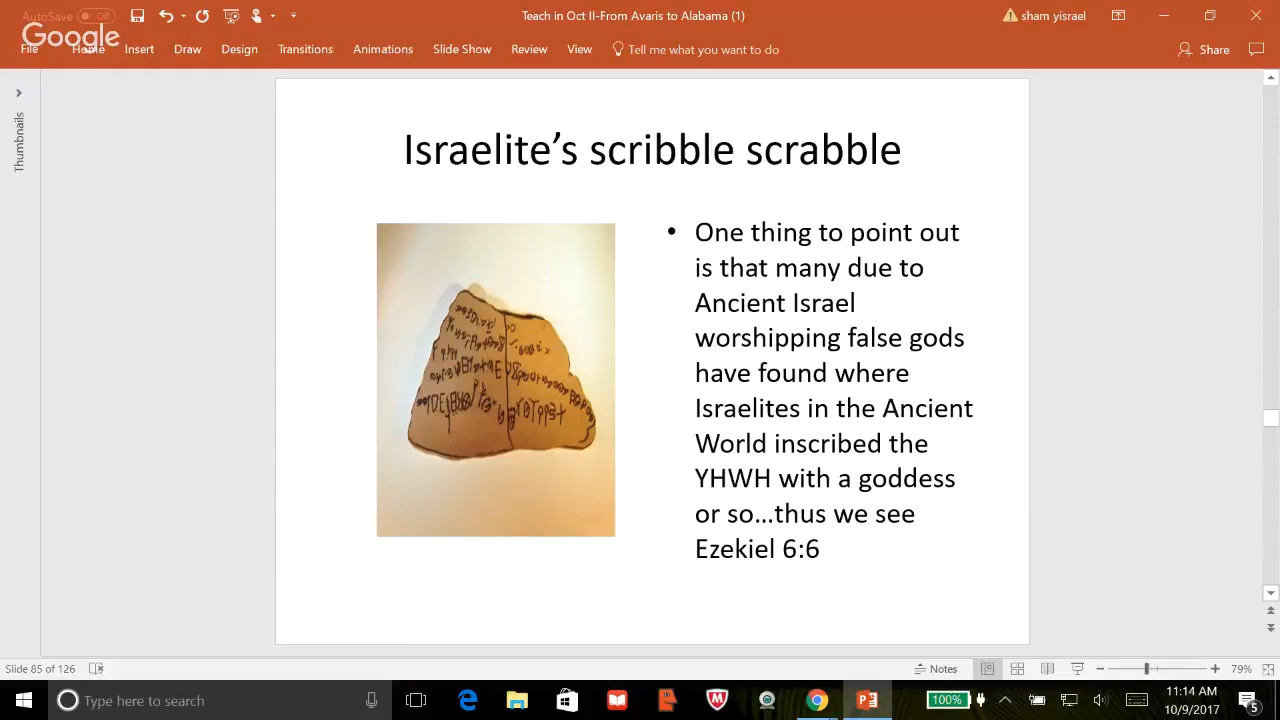 AutoSave Off
Teach in Oct II-From Avaris to Alabama (1)
sham yisrael
Google
File Home Insert Draw Design Transitions Animations Slide Show Review View Tell me what you want to do
Share
Thumbnails
Israelite’s scribble scrabble
• One thing to point out
is that many due to
Ancient Israel
worshipping false gods
have found where
Israelites in the Ancient
World inscribed the
YHWH with a goddess
or so…thus we see
Ezekiel 6:6
Slide 85 of 126
Notes
79%
Type here to search
100%
11:14 AM
10/9/2017
5